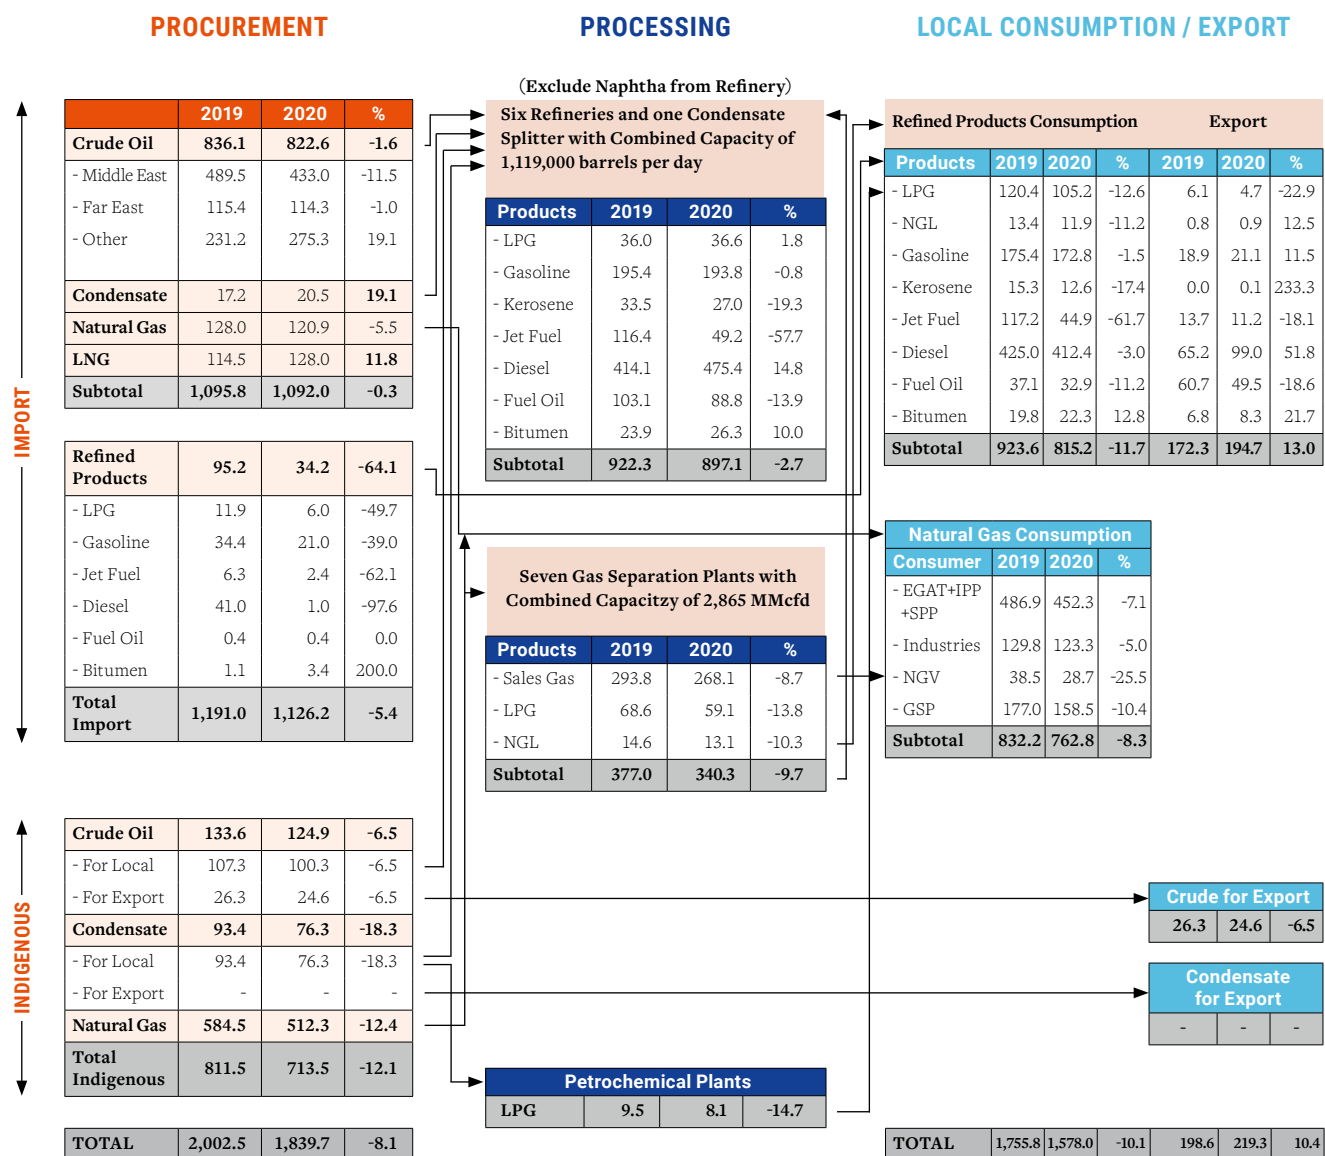 PROCUREMENT
PROCESSING
LOCAL CONSUMPTION / EXPORT
IMPORT
2019 2020 %
Crude Oil 836.1 822.6 -1.6
- Middle East 489.5 433.0 -11.5
- Far East 115.4 114.3 -1.0
- Other 231.2 275.3 19.1
Condensate 17.2 20.5 19.1
Natural Gas 128.0 120.9 -5.5
LNG 114.5 128.0 11.8
Subtotal 1,095.8 1,092.0 -0.3
Refined
Products 95.2 34.2 -64.1
- LPG 11.9 6.0 -49.7
- Gasoline 34.4 21.0 -39.0
- Jet Fuel 6.3 2.4 -62.1
- Diesel 41.0 1.0 -97.6
- Fuel Oil 0.4 0.4 0.0
- Bitumen 1.1 3.4 200.0
Total
Import 1,191.0 1,126.2 -5.4
INDIGENOUS
Crude Oil 133.6 124.9 -6.5
- For Local 107.3 100.3 -6.5
- For Export 26.3 24.6 -6.5
Condensate 93.4 76.3 -18.3
- For Local 93.4 76.3 -18.3
- For Export - - -
Natural Gas 584.5 512.3 -12.4
Total
Indigenous 811.5 713.5 -12.1
TOTAL 2,002.5 1,839.7 -8.1
(Exclude Naphtha from Refinery)
Six Refineries and one Condensate
Splitter with Combined Capacity of
1,119,000 barrels per day
Products 2019 2020 %
- LPG 36.0 36.6 1.8
- Gasoline 195.4 193.8 -0.8
- Kerosene 33.5 27.0 -19.3
- Jet Fuel 116.4 49.2 -57.7
- Diesel 414.1 475.4 14.8
- Fuel Oil 103.1 88.8 -13.9
- Bitumen 23.9 26.3 10.0
Subtotal 922.3 897.1 -2.7
Seven Gas Separation Plants with
Combined Capacitzy of 2,865 MMcfd
Products 2019 2020 %
- Sales Gas 293.8 268.1 -8.7
- LPG 68.6 59.1 -13.8
- NGL 14.6 13.1 -10.3
Subtotal 377.0 340.3 -9.7
Petrochemical Plants
LPG 9.5 8.1 -14.7
Refined Products Consumption Export
Products 2019 2020 % 2019 2020 %
- LPG 120.4 105.2 -12.6 6.1 4.7 -22.9
- NGL 13.4 11.9 -11.2 0.8 0.9 12.5
- Gasoline 175.4 172.8 -1.5 18.9 21.1 11.5
- Kerosene 15.3 12.6 -17.4 0.0 0.1 233.3
- Jet Fuel 117.2 44.9 -61.7 13.7 11.2 -18.1
- Diesel 425.0 412.4 -3.0 65.2 99.0 51.8
- Fuel Oil 37.1 32.9 -11.2 60.7 49.5 -18.6
- Bitumen 19.8 22.3 12.8 6.8 8.3 21.7
Subtotal 923.6 815.2 -11.7 172.3 194.7 13.0
Natural Gas Consumption
Consumer 2019 2020 %
- EGAT+IPP
+SPP 486.9 452.3 -7.1
- Industries 129.8 123.3 -5.0
- NGV 38.5 28.7 -25.5
- GSP 177.0 158.5 -10.4
Subtotal 832.2 762.8 -8.3
Crude for Export
26.3 24.6 -6.5
Condensate
for Export
- - -
TOTAL 1,755.8 1,578.0 -10.1 198.6 219.3 10.4